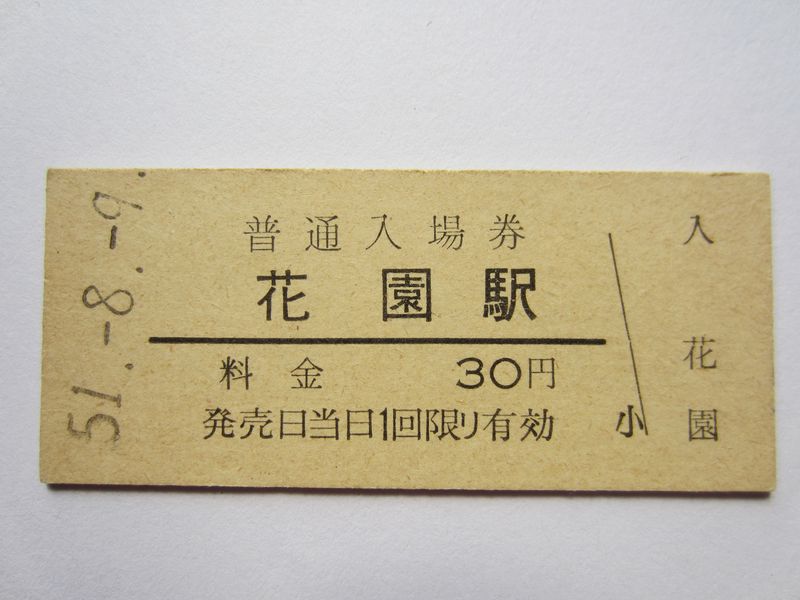 51.-8.-9.
普通入場券
花園駅
料金 30円
発売日当日1回限り有効
小
入
花園